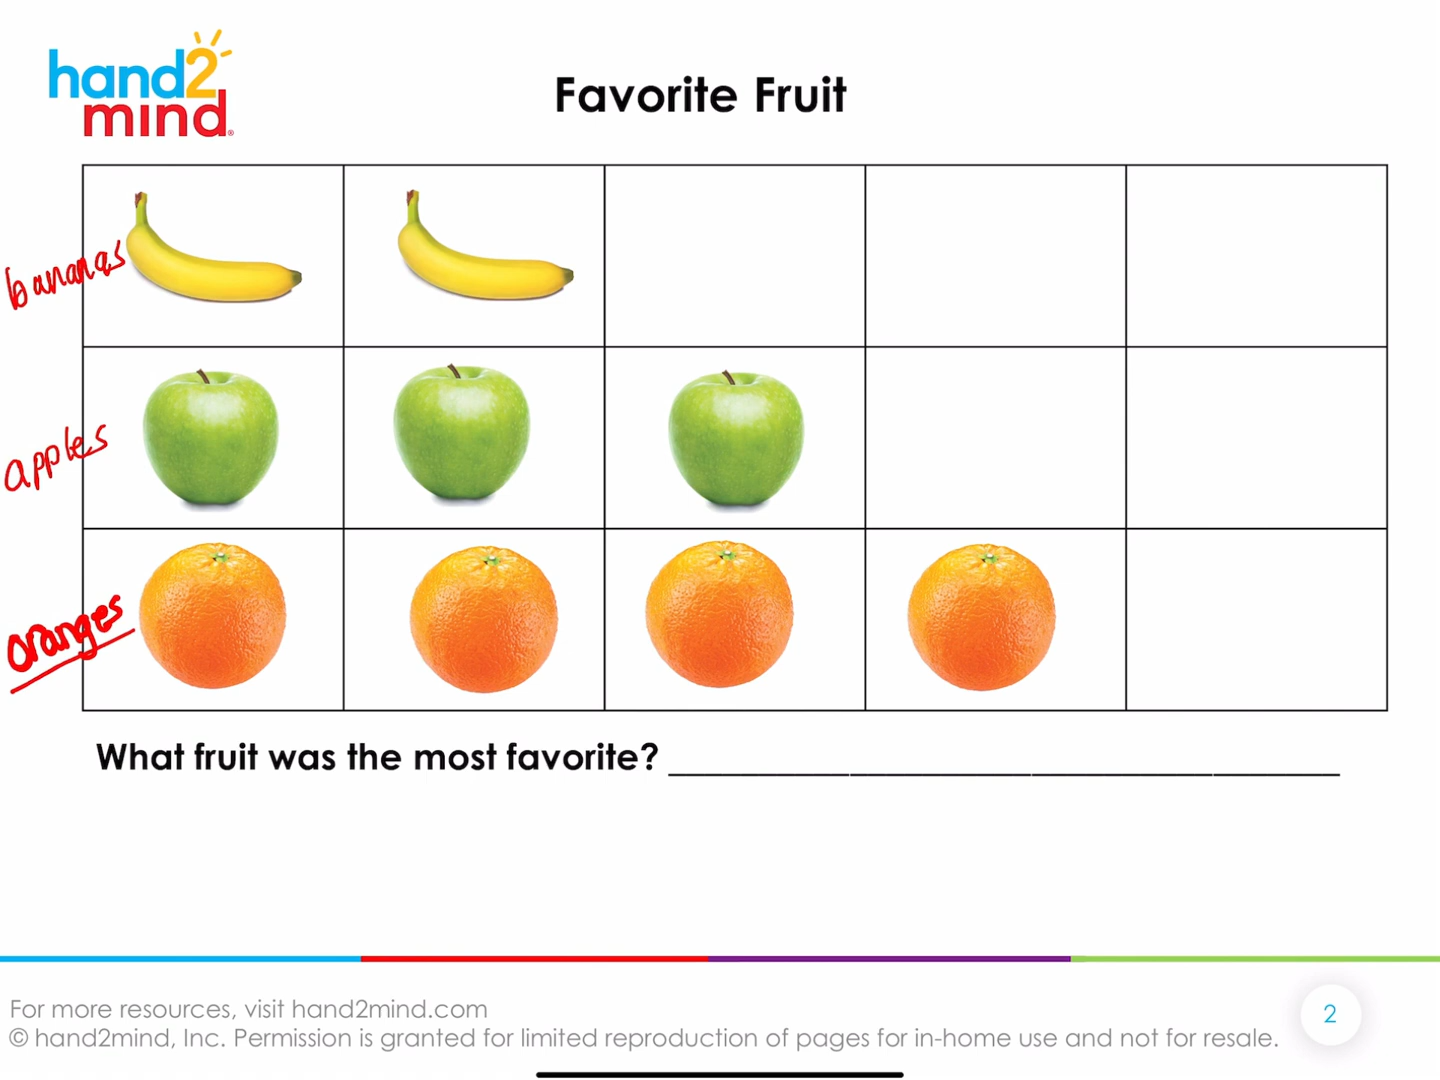 hand2
mind®
Favorite Fruit
bananas
apples
oranges
What fruit was the most favorite? ____________________
For more resources, visit hand2mind.com
© hand2mind, Inc. Permission is granted for limited reproduction of pages for in-home use and not for resale.
2